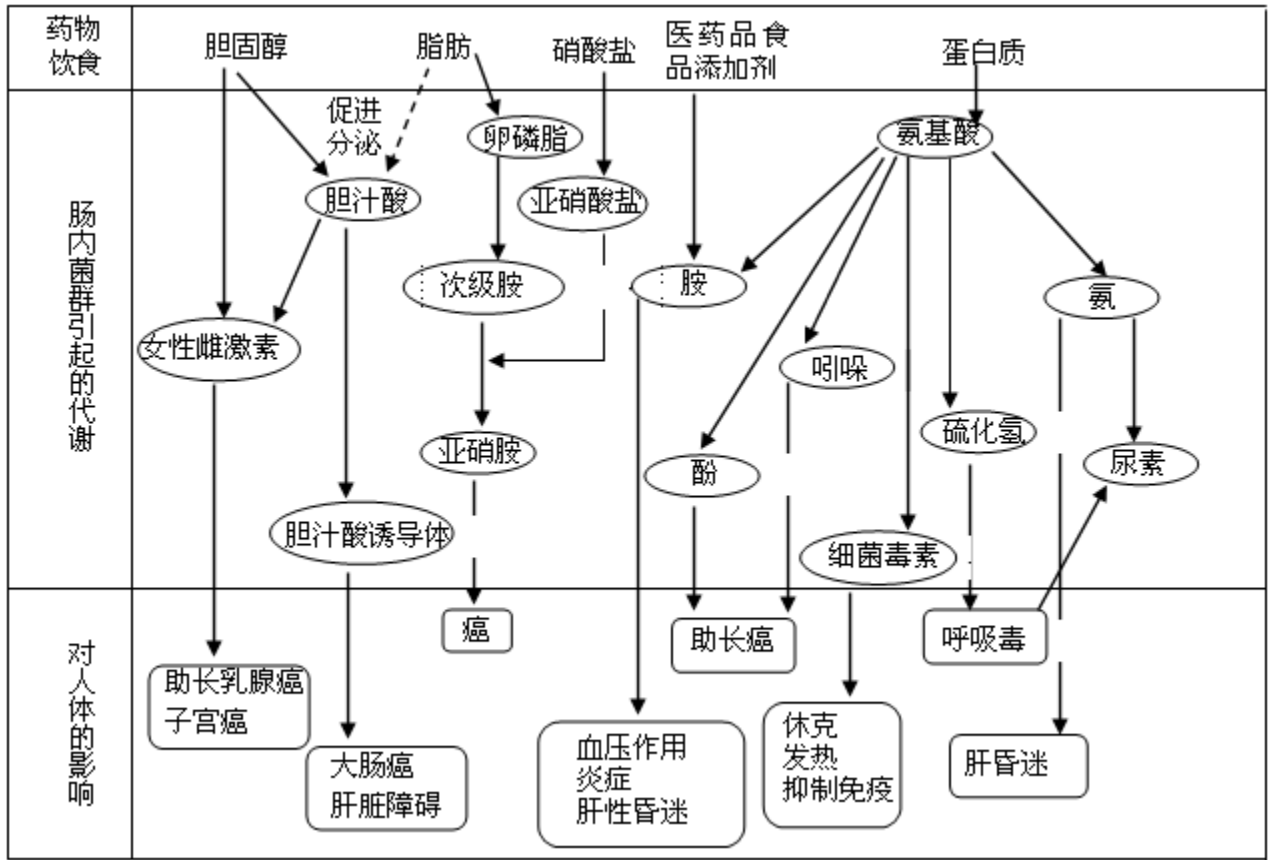 药物
饮食
胆固醇
脂肪
硝酸盐
医药品食
品添加剂
蛋白质
肠内菌群引起的代谢
促进
分泌
卵磷脂
氨基酸
胆汁酸
亚硝酸盐
次级胺
胺
氨
女性雌激素
吲哚
硫化氢
亚硝胺
酚
尿素
胆汁酸诱导体
细菌毒素
对人体的影响
癌
助长癌
呼吸毒
助长乳腺癌
子宫癌
大肠癌
肝脏障碍
血压作用
炎症
肝性昏迷
休克
发热
抑制免疫
肝昏迷